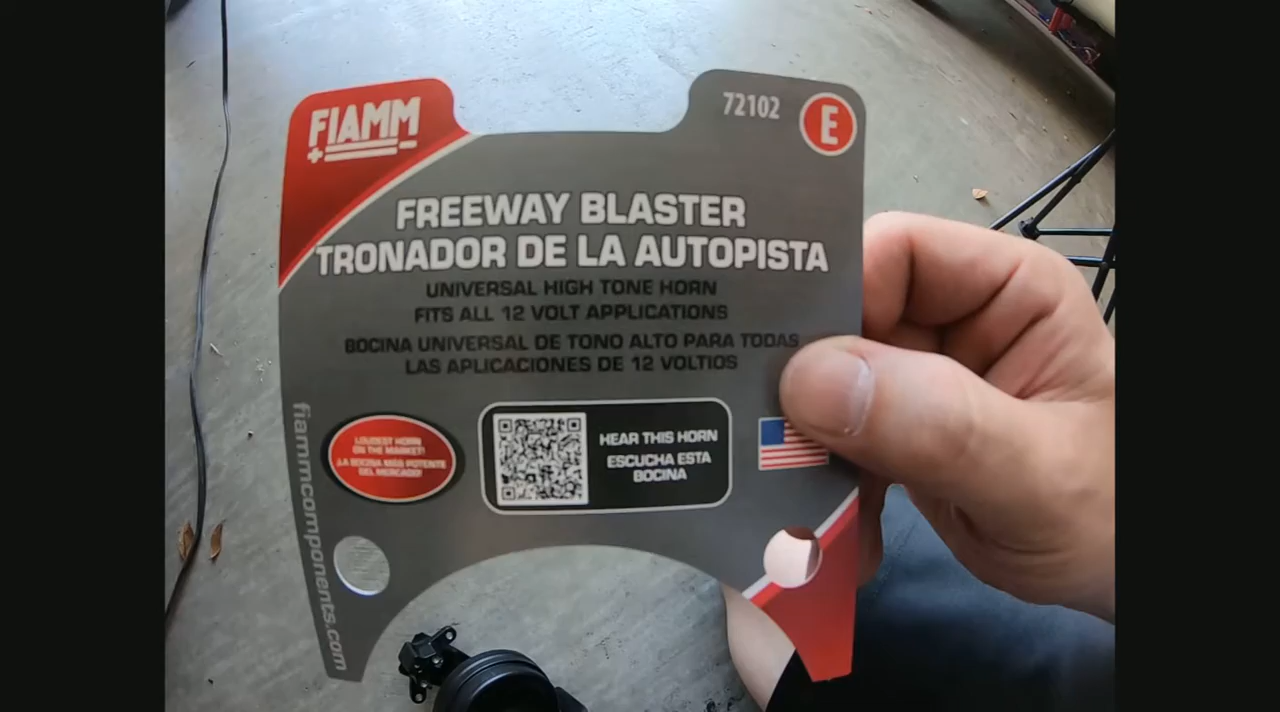 FIAMM
72102
E
FREEWAY BLASTER
TRONADOR DE LA AUTOPISTA
UNIVERSAL HIGH TONE HORN
FITS ALL 12 VOLT APPLICATIONS
BOCINA UNIVERSAL DE TONO ALTO PARA TODAS
LAS APLICACIONES DE 12 VOLTIOS
LOUDEST HORN
ON THE MARKET!
¡LA BOCINA MÁS POTENTE
DEL MERCADO!
HEAR THIS HORN
ESCUCHA ESTA
BOCINA
fiammcomponents.com